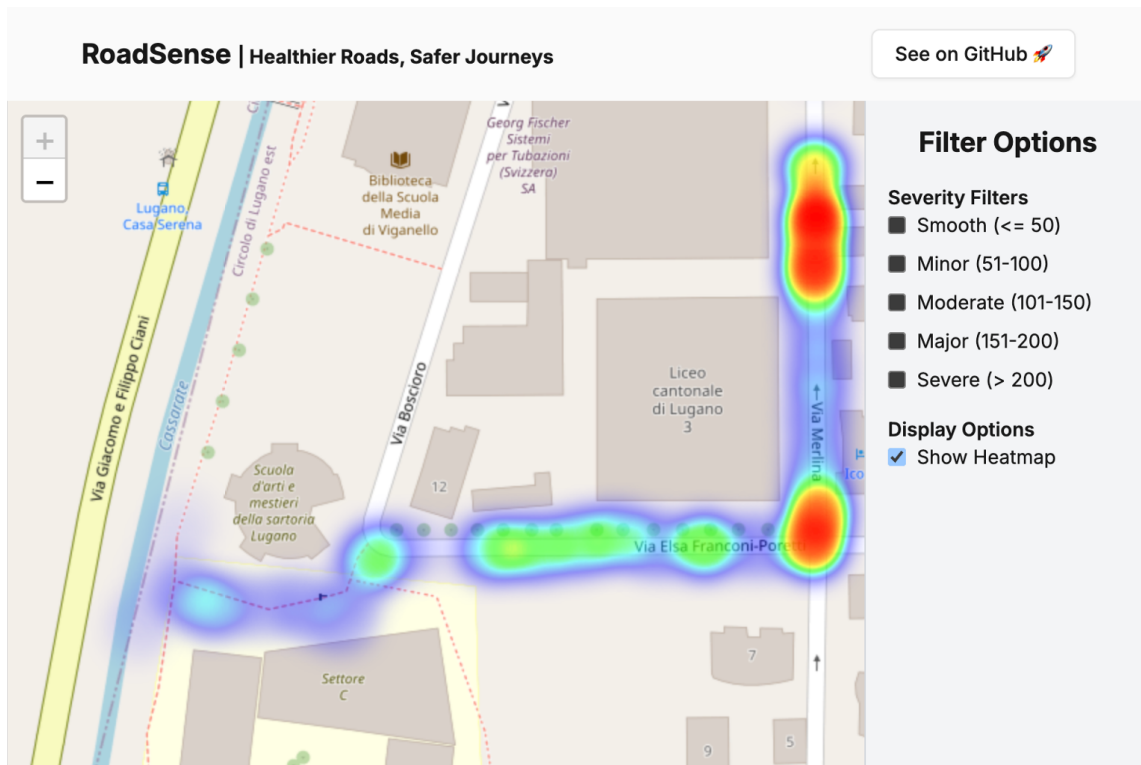 RoadSense | Healthier Roads, Safer Journeys
See on GitHub 🚀
+
−
Georg Fischer
Sistemi
per Tubazioni
(Svizzera)
SA
Biblioteca
della Scuola
Media
di Viganello
Lugano,
Casa Serena
Circolo di Lugano est
Via Giacomo e Filippo Ciani
Cassarate
Via Boscioro
Liceo
cantonale
di Lugano
3
Via Merlina
12
Scuola
d'arti e
mestieri
della sartoria
Lugano
Via Elsa Franconi-Poretti
Settore
C
7
9
5
Filter Options
Severity Filters
Smooth (<= 50)
Minor (51-100)
Moderate (101-150)
Major (151-200)
Severe (> 200)
Display Options
Show Heatmap